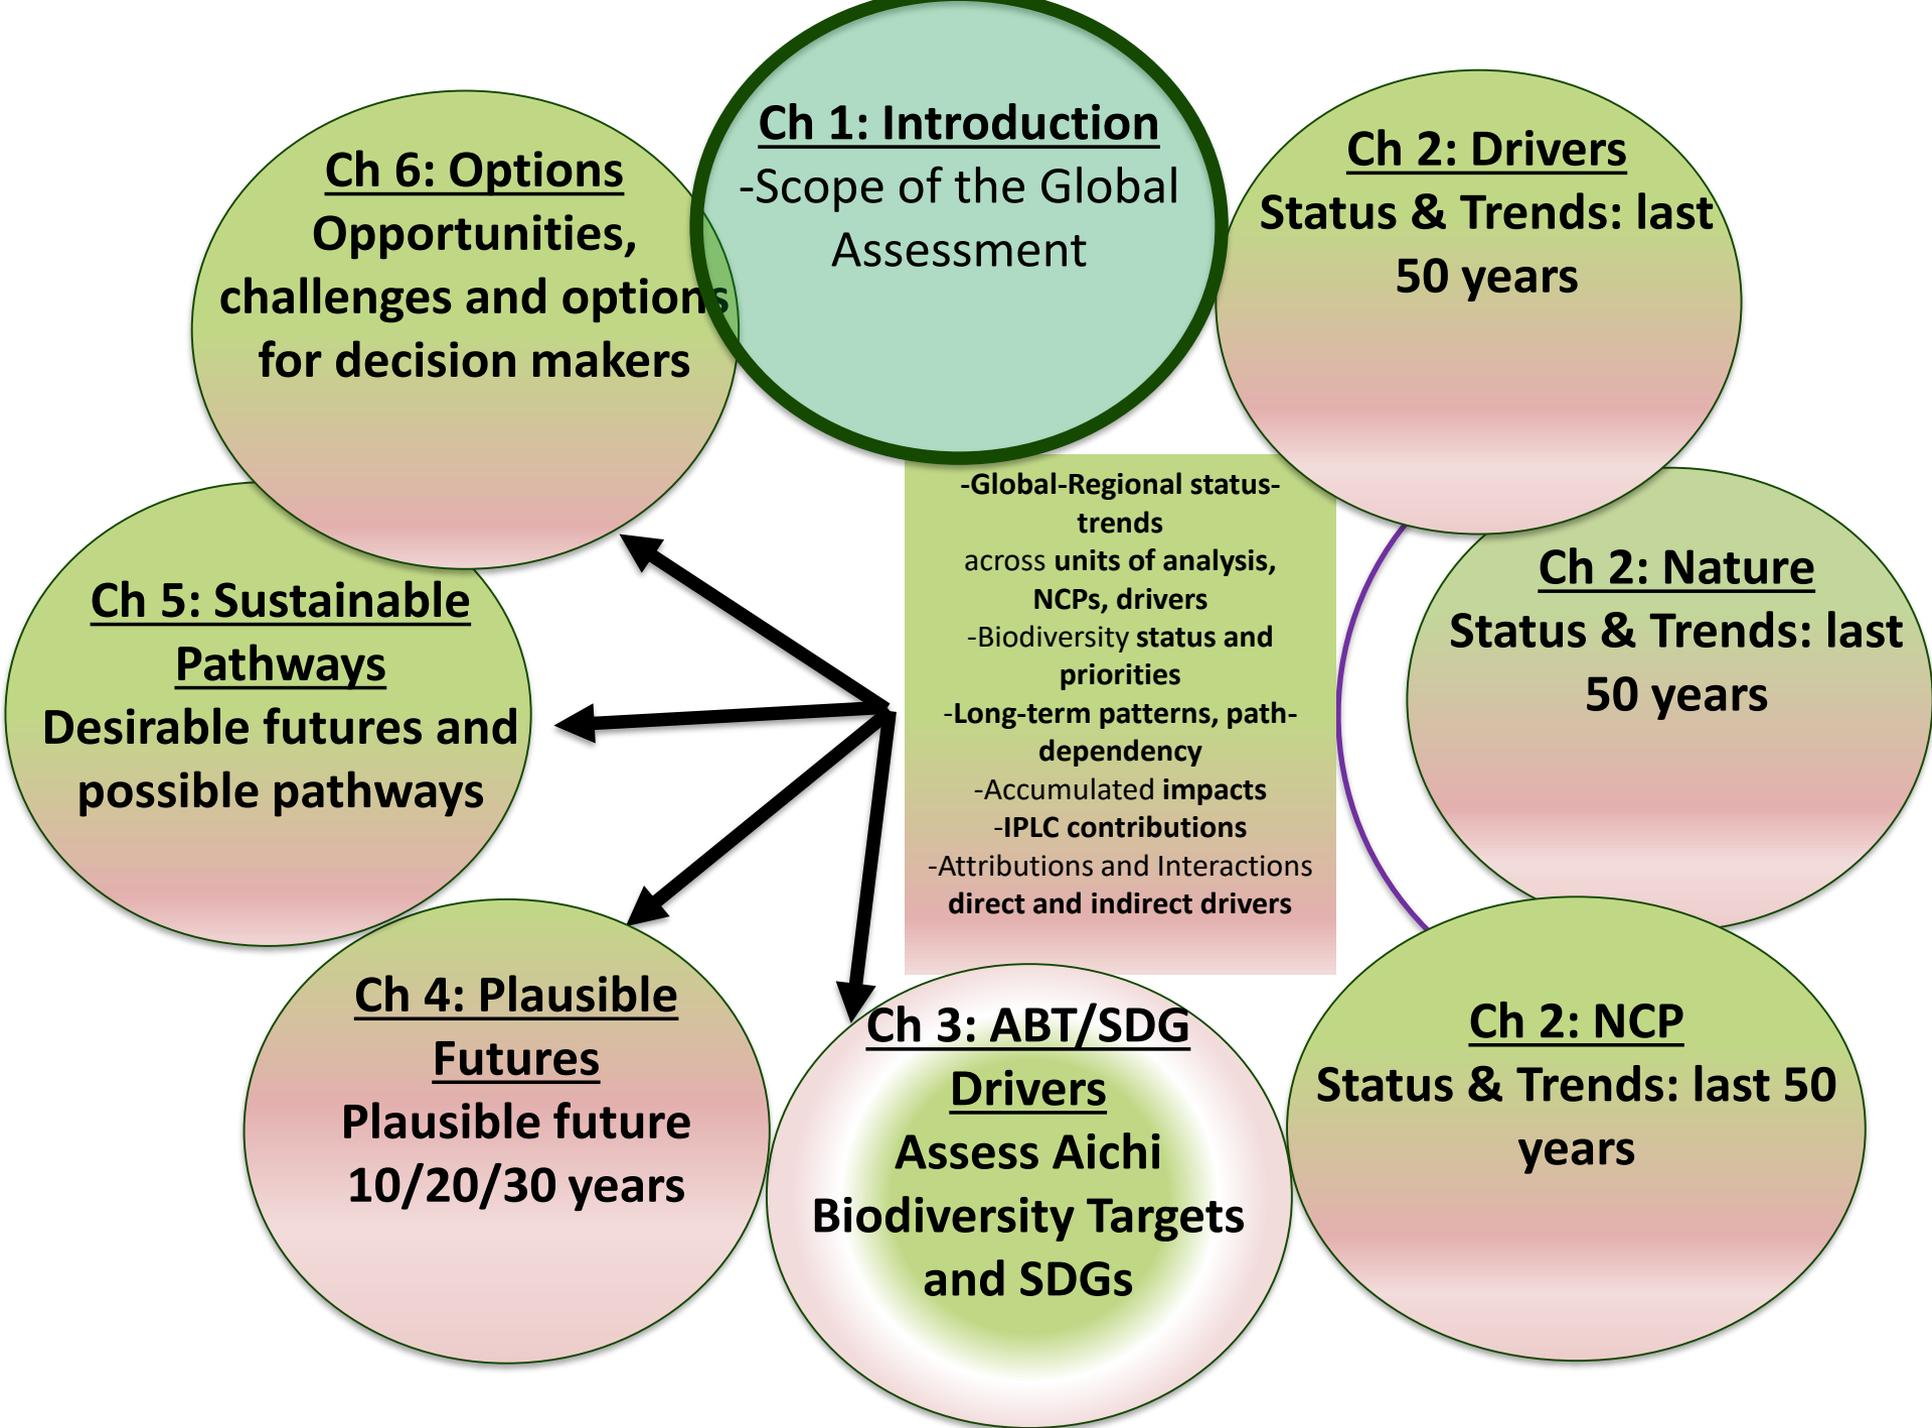 Ch 1: Introduction
-Scope of the Global
Assessment
Ch 2: Drivers
Status & Trends: last
50 years
Ch 2: Nature
Status & Trends: last
50 years
Ch 2: NCP
Status & Trends: last 50
years
Ch 3: ABT/SDG
Drivers
Assess Aichi
Biodiversity Targets
and SDGs
Ch 4: Plausible
Futures
Plausible future
10/20/30 years
Ch 5: Sustainable
Pathways
Desirable futures and
possible pathways
Ch 6: Options
Opportunities,
challenges and options
for decision makers
-Global-Regional status-
trends
across units of analysis,
NCPs, drivers
-Biodiversity status and
priorities
-Long-term patterns, path-
dependency
-Accumulated impacts
-IPLC contributions
-Attributions and Interactions
direct and indirect drivers